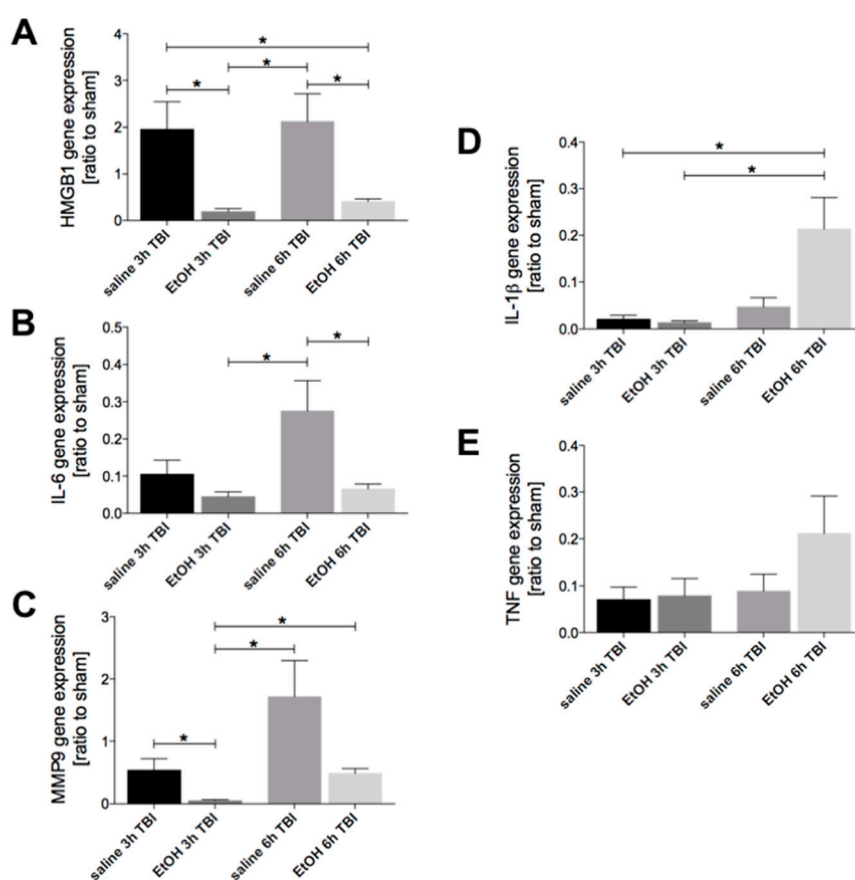 A
HMGB1 gene expression
[ratio to sham]
4
3
2
1
0
*
*
*
*
saline 3h TBI
EtOH 3h TBI
saline 6h TBI
EtOH 6h TBI
B
IL-6 gene expression
[ratio to sham]
0.5
0.4
0.3
0.2
0.1
0.0
*
*
saline 3h TBI
EtOH 3h TBI
saline 6h TBI
EtOH 6h TBI
C
MMP9 gene expression
[ratio to sham]
3
2
1
0
*
*
*
saline 3h TBI
EtOH 3h TBI
saline 6h TBI
EtOH 6h TBI
D
IL-1β gene expression
[ratio to sham]
0.4
0.3
0.2
0.1
0.0
*
*
saline 3h TBI
EtOH 3h TBI
saline 6h TBI
EtOH 6h TBI
E
TNF gene expression
[ratio to sham]
0.4
0.3
0.2
0.1
0.0
saline 3h TBI
EtOH 3h TBI
saline 6h TBI
EtOH 6h TBI